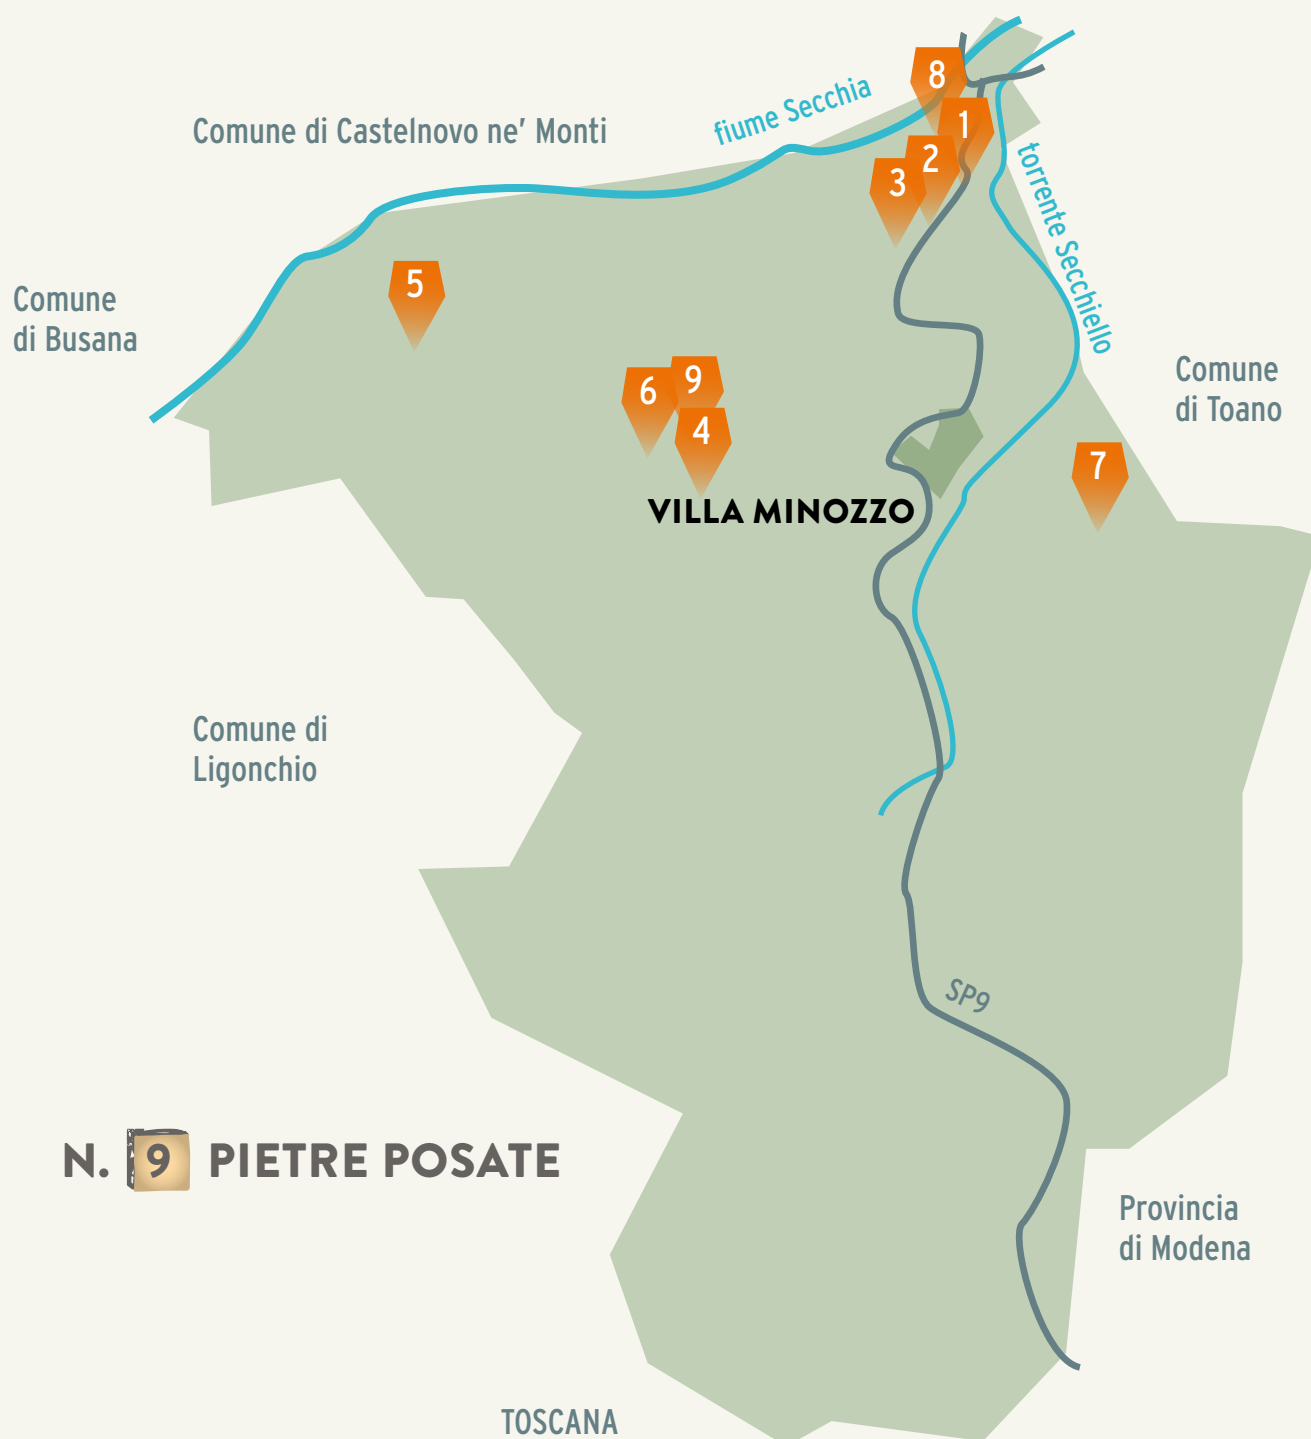 8
Comune di Castelnovo ne’ Monti
fiume Secchia
1
2
3
torrente Secchiello
5
Comune
di Busana
6
9
4
Comune
di Toano
7
VILLA MINOZZO
Comune di
Ligonchio
SP9
N. 9 PIETRE POSATE
Provincia
di Modena
TOSCANA